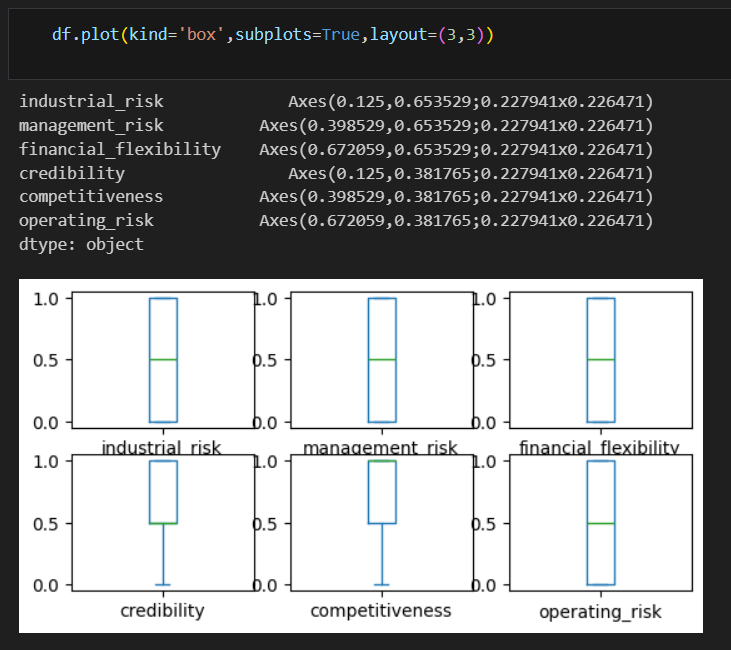 df.plot(kind='box',subplots=True,layout=(3,3))
industrial_risk Axes(0.125,0.653529;0.227941x0.226471)
management_risk Axes(0.398529,0.653529;0.227941x0.226471)
financial_flexibility Axes(0.672059,0.653529;0.227941x0.226471)
credibility Axes(0.125,0.381765;0.227941x0.226471)
competitiveness Axes(0.398529,0.381765;0.227941x0.226471)
operating_risk Axes(0.672059,0.381765;0.227941x0.226471)
dtype: object
1.0 1.0 1.0
0.5 0.5 0.5
0.0 0.0 0.0
industrial_risk management_risk financial_flexibility
1.0 1.0 1.0
0.5 0.5 0.5
0.0 0.0 0.0
credibility competitiveness operating_risk